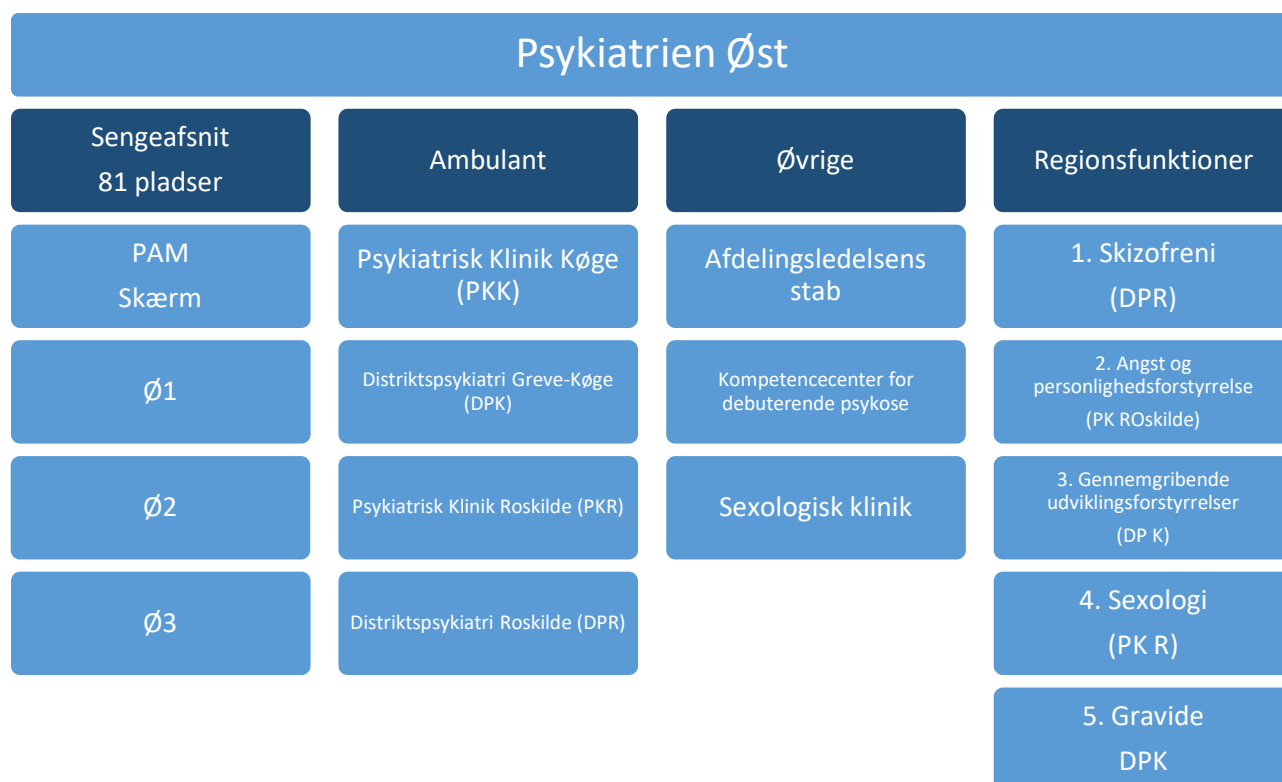 Psykiatrien Øst
Sengeafsnit
81 pladser
PAM
Skærm
Ø1
Ø2
Ø3
Ambulant
Psykiatrisk Klinik Køge
(PKK)
Distriktspsykiatri Greve-Køge
(DPK)
Psykiatrisk Klinik Roskilde (PKR)
Distriktspsykiatri Roskilde (DPR)
Øvrige
Afdelingsledelsens
stab
Kompetencecenter for
debuterende psykose
Sexologisk klinik
Regionsfunktioner
1. Skizofreni
(DPR)
2. Angst og
personlighedsforstyrrelse
(PK ROskilde)
3. Gennemgribende
udviklingsforstyrrelser
(DP K)
4. Sexologi
(PK R)
5. Gravide
DPK